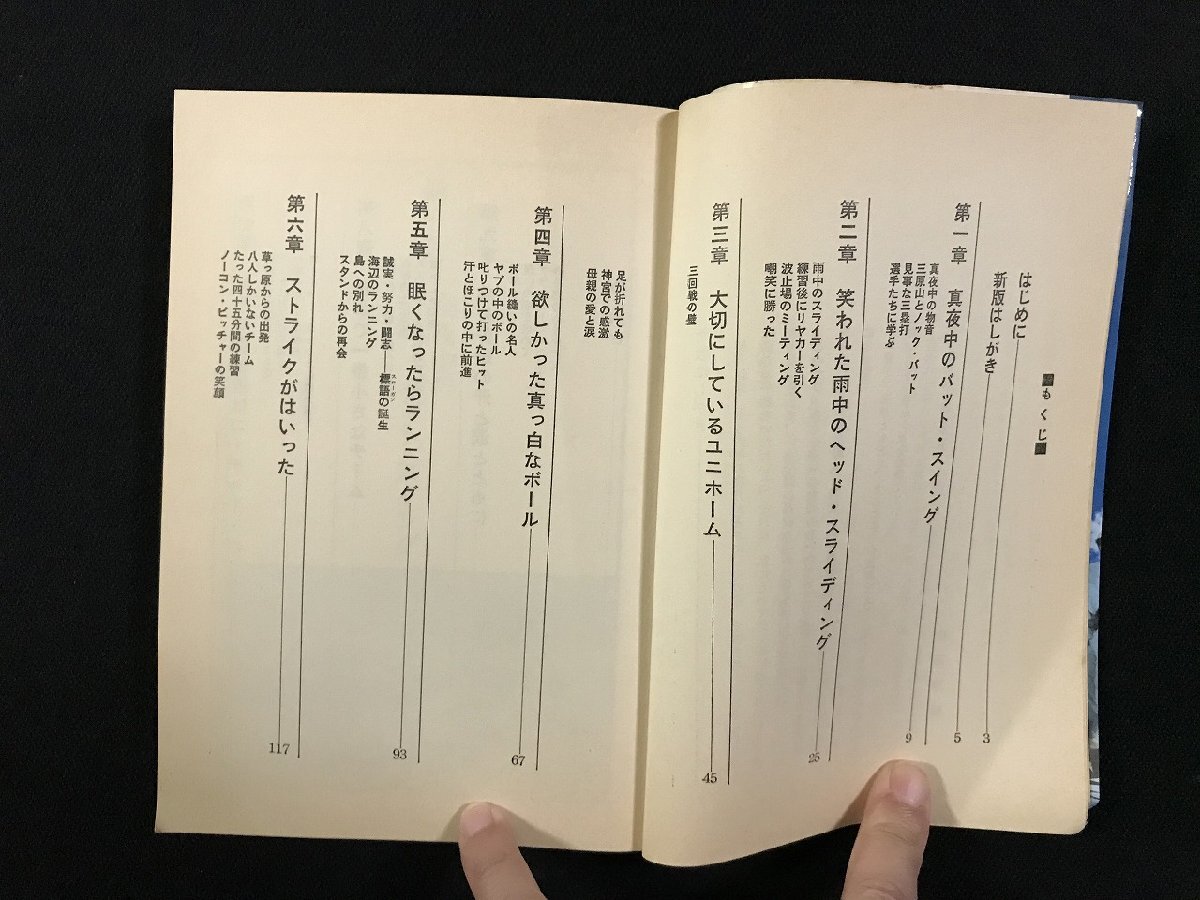 ■もくじ■
はじめに 3
新版はしがき 5
第一章 真夜中のバット・スイング 9
真夜中の物音
三原山とノック・バット
見事な三塁打
選手たちに学ぶ
第二章 笑われた雨中のヘッド・スライディング 25
雨中のスライディング
練習後にリヤカーを引く
波止場のミーティング
嘲笑に勝った
第三章 大切にしているユニホーム 45
三回戦の壁
足が折れても
神宮での感激
母親の愛と涙
第四章 欲しかった真っ白なボール 67
ボール縫いの名人
ヤブの中のボール
叱りつけて打ったヒット
汗とほこりの中に前進
第五章 眠くなったらランニング 93
誠実・努力・闘志 標語の誕生
スローガン
海辺のランニング
島への別れ
スタンドからの再会
第六章 ストライクがはいった 117
草っ原からの出発
八人しかいないチーム
たった四十五分間の練習
ノーコン・ピッチャーの笑顔